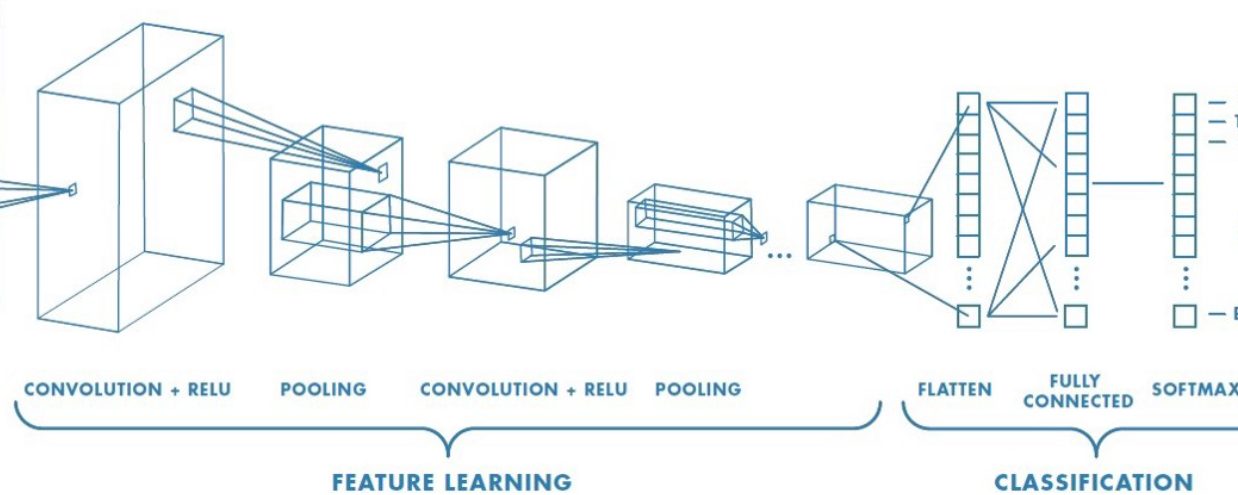 CONVOLUTION + RELU
POOLING
CONVOLUTION + RELU
POOLING
FLATTEN
FULLY
CONNECTED
SOFTMAX
FEATURE LEARNING
CLASSIFICATION